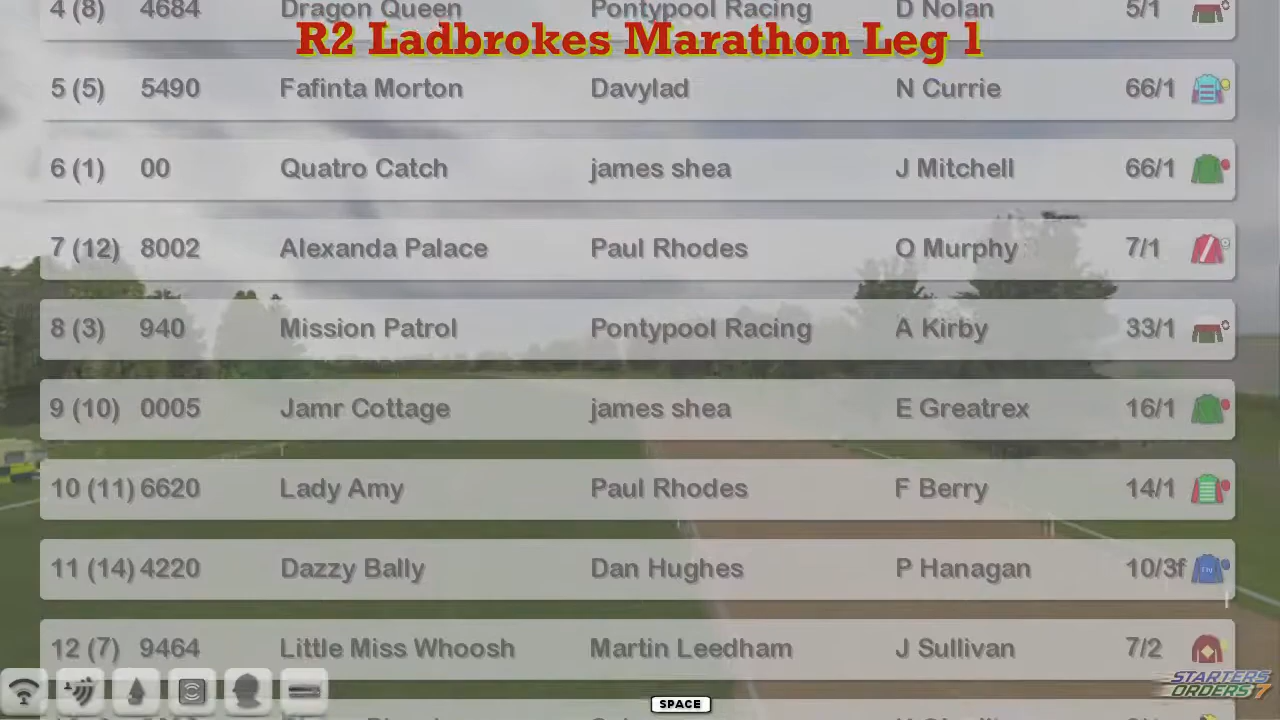 4 (8) 4684 Dragon Queen Pontypool Racing D Nolan 5/1
R2 Ladbrokes Marathon Leg 1
5 (5) 5490 Fafinta Morton Davylad N Currie 66/1
6 (1) 00 Quatro Catch james shea J Mitchell 66/1
7 (12) 8002 Alexanda Palace Paul Rhodes O Murphy 7/1
8 (3) 940 Mission Patrol Pontypool Racing A Kirby 33/1
9 (10) 0005 Jamr Cottage james shea E Greatrex 16/1
10 (11) 6620 Lady Amy Paul Rhodes F Berry 14/1
11 (14) 4220 Dazzy Bally Dan Hughes P Hanagan 10/3f
12 (7) 9464 Little Miss Whoosh Martin Leedham J Sullivan 7/2
STARTERS
ORDERS 7
SPACE